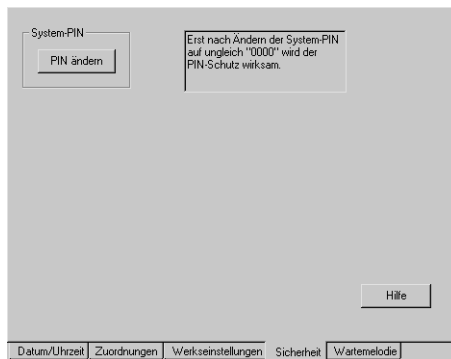 System-PIN
PIN ändern
Erst nach Ändern der System-PIN
auf ungleich "0000" wird der
PIN-Schutz wirksam.
Hilfe
Datum/Uhrzeit Zuordnungen Werkseinstellungen Sicherheit Wartemelodie